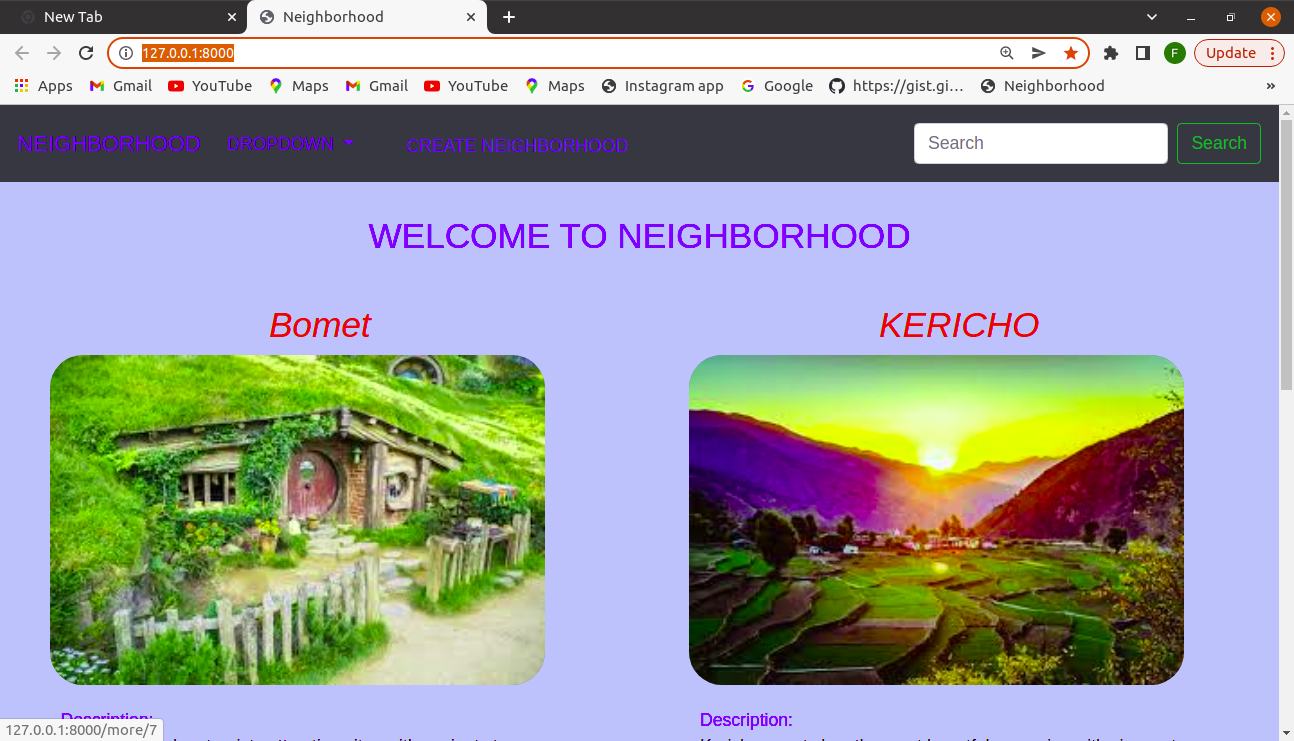 New Tab
Neighborhood
127.0.0.1:8000
F
Update
Apps
Gmail
YouTube
Maps
Gmail
YouTube
Maps
Instagram app
Google
https://gist.gi…
Neighborhood
»
NEIGHBORHOOD
DROPDOWN
CREATE NEIGHBORHOOD
Search
Search
WELCOME TO NEIGHBORHOOD
Bomet
KERICHO
Description:
Description:
127.0.0.1:8000/more/7